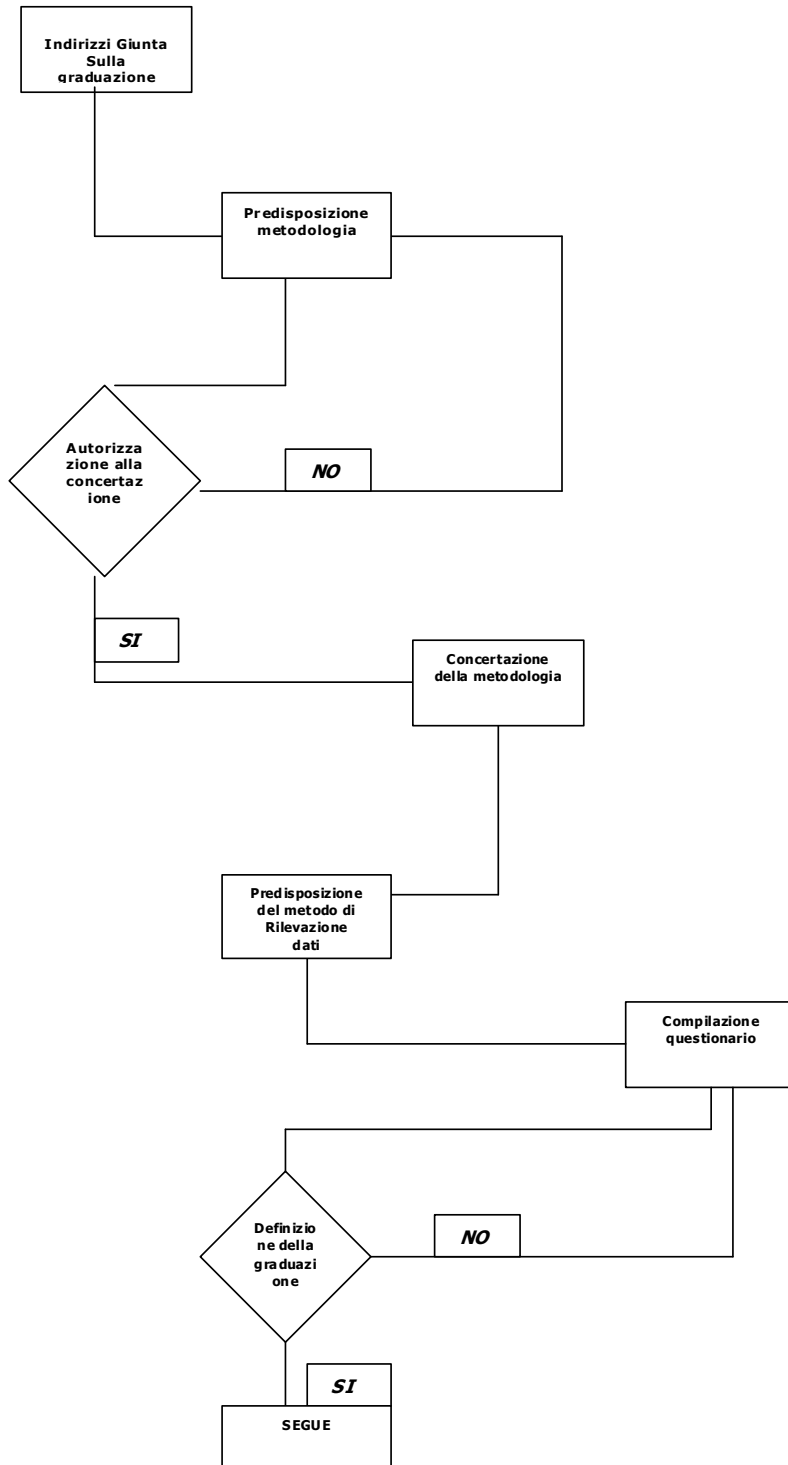 Indirizzi Giunta
Sulla
graduazione
Predisposizione
metodologia
Autorizza
zione alla
concertaz
ione
NO
SI
Concertazione
della metodologia
Predisposizione
del metodo di
Rilevazione
dati
Compilazione
questionario
Definizio
ne della
graduazi
one
NO
SI
SEGUE